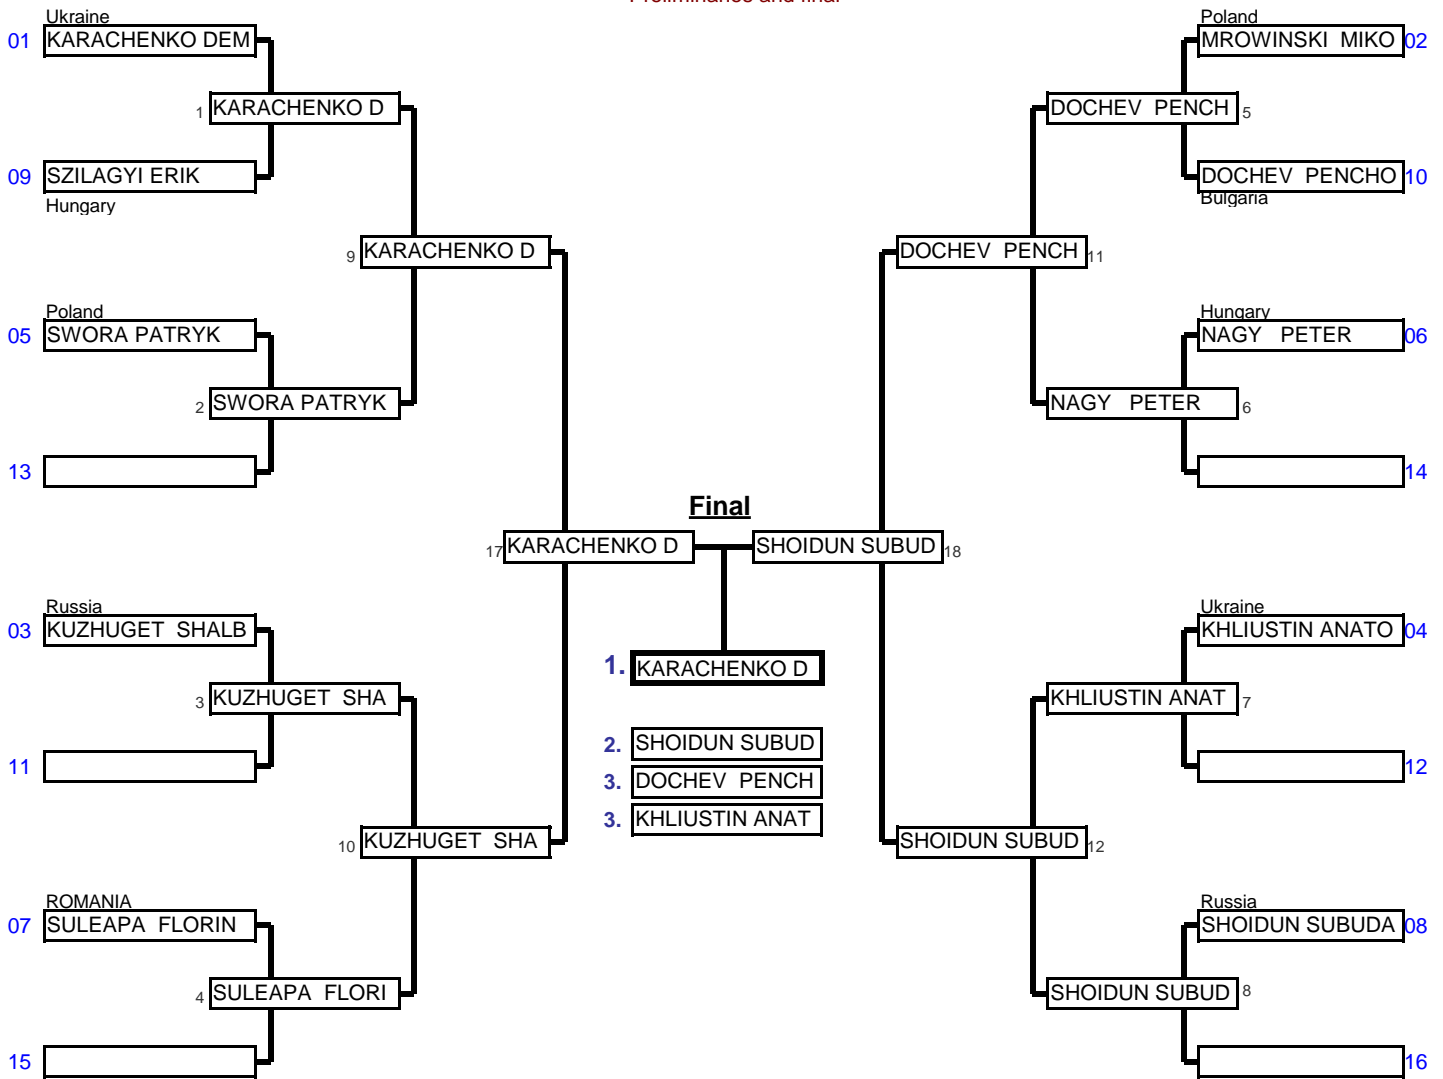 Preliminaries and final
Ukraine
01 KARACHENKO DEM
1 KARACHENKO D
09 SZILAGYI ERIK
Hungary
9 KARACHENKO D
Poland
05 SWORA PATRYK
2 SWORA PATRYK
13
17 KARACHENKO D
Russia
03 KUZHUGET SHALB
3 KUZHUGET SHA
11
10 KUZHUGET SHA
ROMANIA
07 SULEAPA FLORIN
4 SULEAPA FLORI
15
Final
1. KARACHENKO D
2. SHOIDUN SUBUD
3. DOCHEV PENCH
3. KHLIUSTIN ANAT
Poland
MROWINSKI MIKO 02
DOCHEV PENCH 5
DOCHEV PENCHO 10
Bulgaria
DOCHEV PENCH 11
Hungary
NAGY PETER 06
NAGY PETER 6
14
SHOIDUN SUBUD 18
Ukraine
KHLIUSTIN ANATO 04
KHLIUSTIN ANAT 7
12
SHOIDUN SUBUD 12
Russia
SHOIDUN SUBUDA 08
SHOIDUN SUBUD 8
16